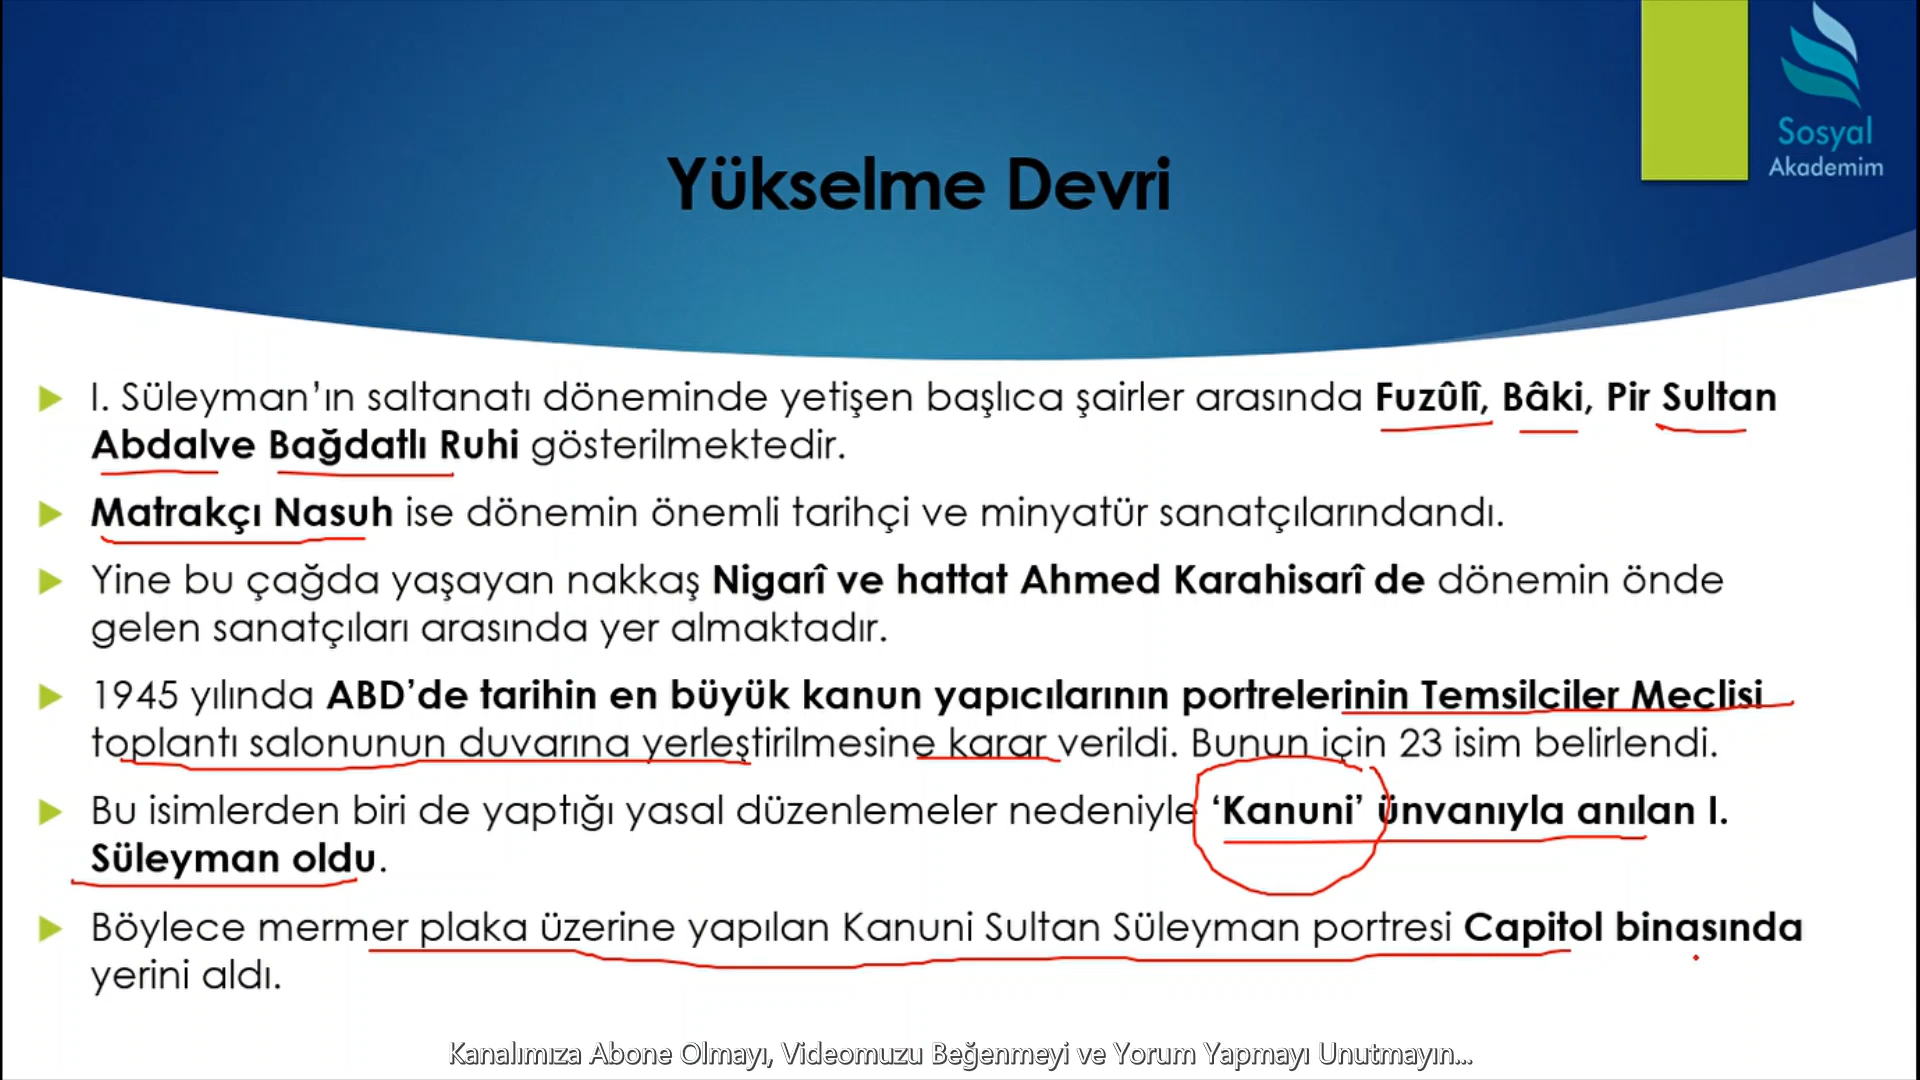 Sosyal
Akademim
Yükselme Devri
I. Süleyman’ın saltanatı döneminde yetişen başlıca şairler arasında Fuzûlî, Bâki, Pir Sultan
Abdalve Bağdatlı Ruhi gösterilmektedir.
Matrakçı Nasuh ise dönemin önemli tarihçi ve minyatür sanatçılarındandı.
Yine bu çağda yaşayan nakkaş Nigarî ve hattat Ahmed Karahisarî de dönemin önde
gelen sanatçıları arasında yer almaktadır.
1945 yılında ABD’de tarihin en büyük kanun yapıcılarının portrelerinin Temsilciler Meclisi
toplantı salonunun duvarına yerleştirilmesine karar verildi. Bunun için 23 isim belirlendi.
Bu isimlerden biri de yaptığı yasal düzenlemeler nedeniyle ‘Kanuni’ ünvanıyla anılan I.
Süleyman oldu.
Böylece mermer plaka üzerine yapılan Kanuni Sultan Süleyman portresi Capitol binasında
yerini aldı.
Kanalımıza Abone Olmayı, Videomuzu Beğenmeyi ve Yorum Yapmayı Unutmayın...